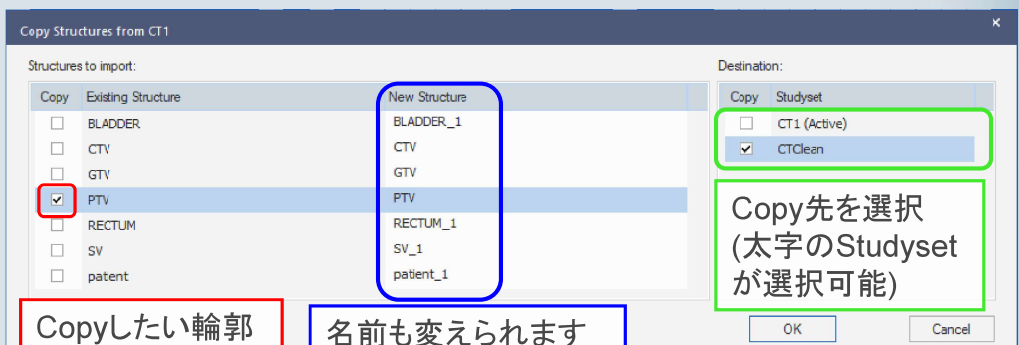 Copy Structures from CT1
Structures to import:
Destination:
Copy Existing Structure New Structure
Copy Studyset
BLADDER BLADDER_1
CT1 (Active)
CTV CTV
CTClean
GTV GTV
PTV PTV
RECTUM RECTUM_1
SV SV_1
patent patient_1
Copy先を選択
(太字のStudyset
が選択可能)
Copyしたい輪郭
名前も変えられます
OK Cancel